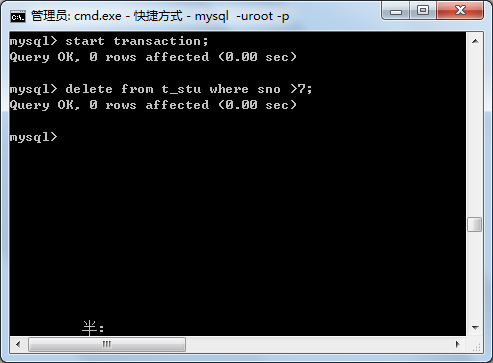 管理员: cmd.exe - 快捷方式 - mysql  -uroot -p
mysql> start transaction;
Query OK, 0 rows affected (0.00 sec)
mysql> delete from t_stu where sno >7;
Query OK, 0 rows affected (0.00 sec)
mysql>
半: